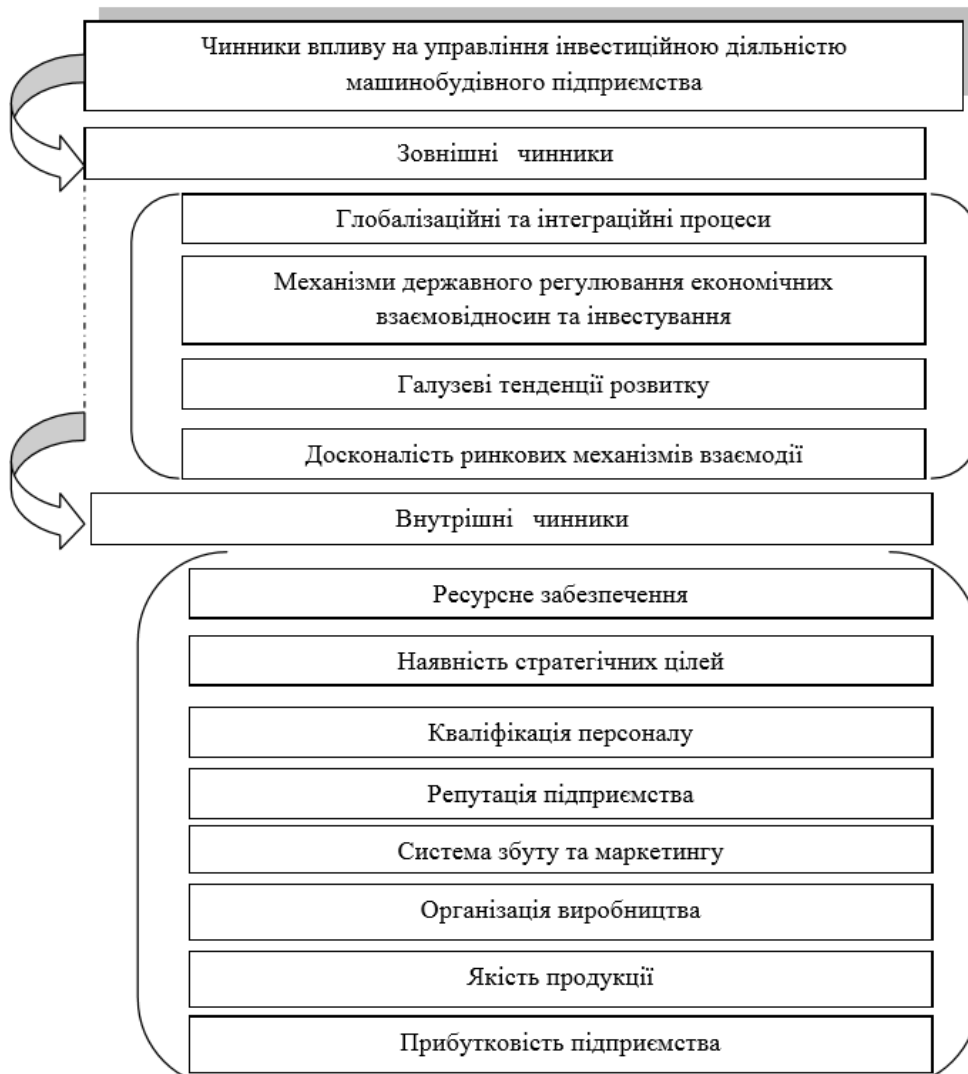 Чинники впливу на управління інвестиційною діяльністю
машинобудівного підприємства
Зовнішні чинники
Глобалізаційні та інтеграційні процеси
Механізми державного регулювання економічних
взаємовідносин та інвестування
Галузеві тенденції розвитку
Досконалість ринкових механізмів взаємодії
Внутрішні чинники
Ресурсне забезпечення
Наявність стратегічних цілей
Кваліфікація персоналу
Репутація підприємства
Система збуту та маркетингу
Організація виробництва
Якість продукції
Прибутковість підприємства